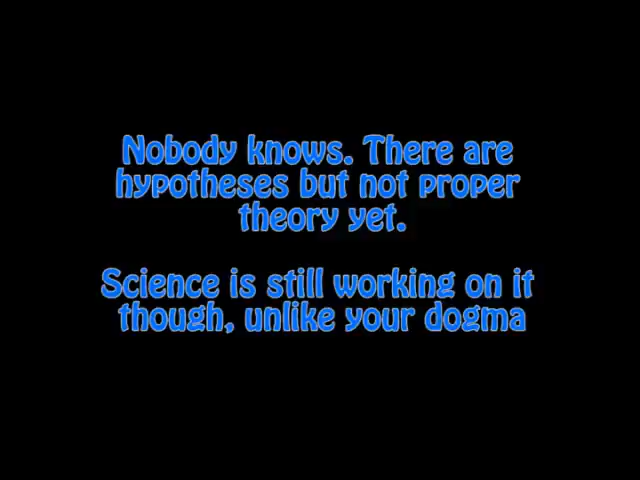 Nobody knows. There are
hypotheses but not proper
theory yet.
Science is still working on it
though, unlike your dogma